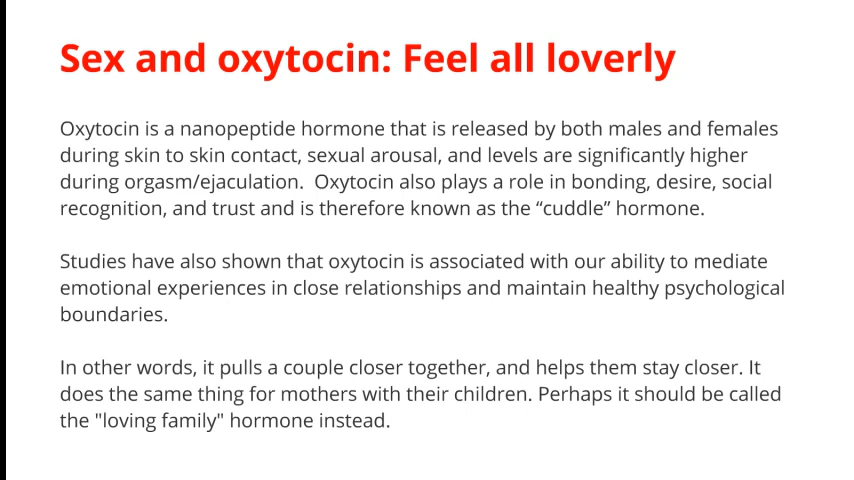 Sex and oxytocin: Feel all loverly
Oxytocin is a nanopeptide hormone that is released by both males and females
during skin to skin contact, sexual arousal, and levels are significantly higher
during orgasm/ejaculation.  Oxytocin also plays a role in bonding, desire, social
recognition, and trust and is therefore known as the “cuddle” hormone.
Studies have also shown that oxytocin is associated with our ability to mediate
emotional experiences in close relationships and maintain healthy psychological
boundaries.
In other words, it pulls a couple closer together, and helps them stay closer. It
does the same thing for mothers with their children. Perhaps it should be called
the "loving family" hormone instead.